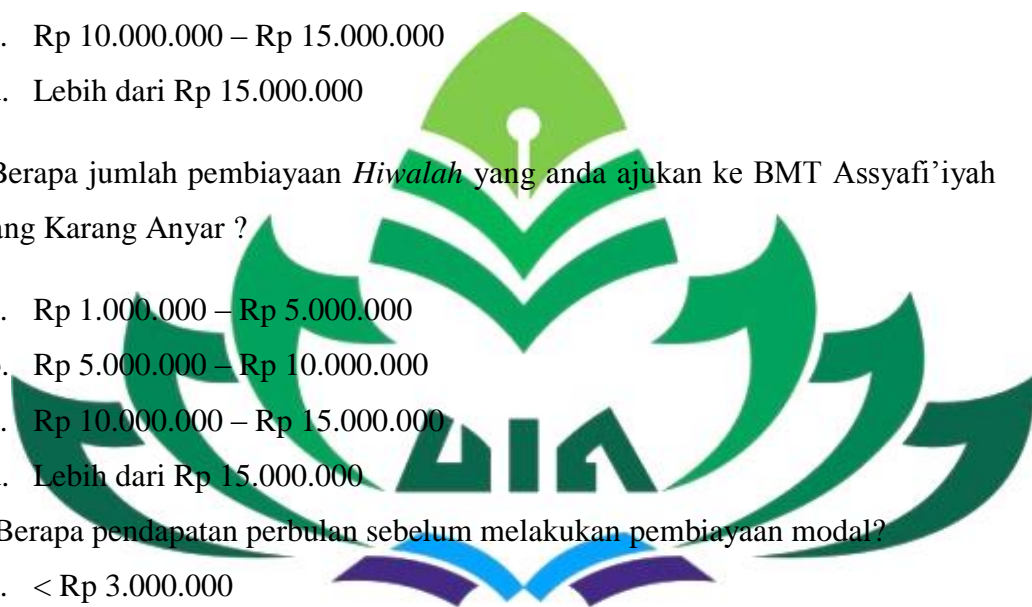 . Rp 10.000.000 – Rp 15.000.000
. Lebih dari Rp 15.000.000
Berapa jumlah pembiayaan Hiwalah yang anda ajukan ke BMT Assyafi’iyah
ang Karang Anyar ?
. Rp 1.000.000 – Rp 5.000.000
. Rp 5.000.000 – Rp 10.000.000
. Rp 10.000.000 – Rp 15.000.000
. Lebih dari Rp 15.000.000
Berapa pendapatan perbulan sebelum melakukan pembiayaan modal?
. < Rp 3.000.000
UIN